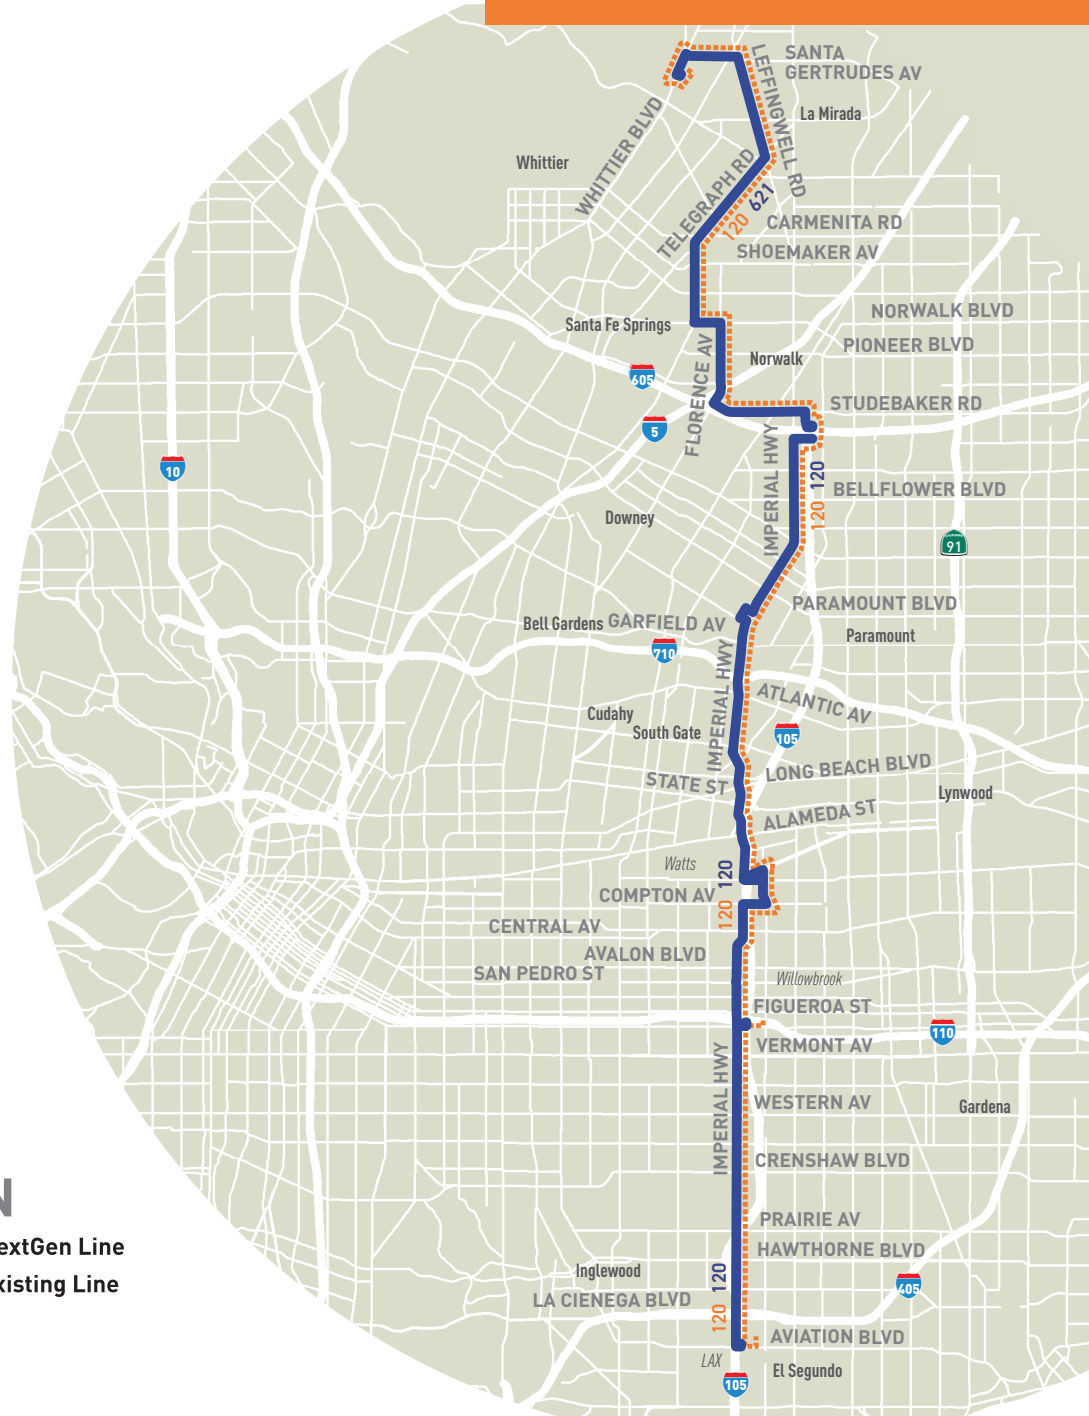 SANTA
GERTRUDES AV
LEFFINGWELL RD
La Mirada
WHITTIER BLVD
Whittier
TELEGRAPH RD
120 621
CARMENITA RD
SHOEMAKER AV
NORWALK BLVD
Santa Fe Springs
PIONEER BLVD
Norwalk
FLORENCE AV
605
STUDEBAKER RD
5
IMPERIAL HWY
10
120
120
BELLFLOWER BLVD
Downey
91
PARAMOUNT BLVD
Bell Gardens
GARFIELD AV
Paramount
710
IMPERIAL HWY
ATLANTIC AV
Cudahy
South Gate
105
LONG BEACH BLVD
STATE ST
Lynwood
ALAMEDA ST
Watts
120
120
COMPTON AV
CENTRAL AV
AVALON BLVD
SAN PEDRO ST
Willowbrook
FIGUEROA ST
110
VERMONT AV
IMPERIAL HWY
WESTERN AV
Gardena
CRENSHAW BLVD
N
PRAIRIE AV
extGen Line
HAWTHORNE BLVD
Inglewood
120
120
xisting Line
405
LA CIENEGA BLVD
AVIATION BLVD
LAX
El Segundo
105